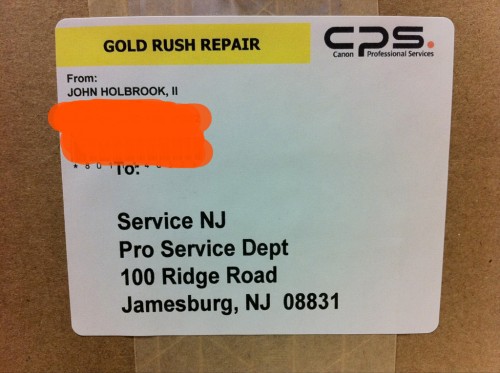 GOLD RUSH REPAIR
CPS.
Canon Professional Services
From:
JOHN HOLBROOK, II
To:
Service NJ
Pro Service Dept
100 Ridge Road
Jamesburg, NJ 08831